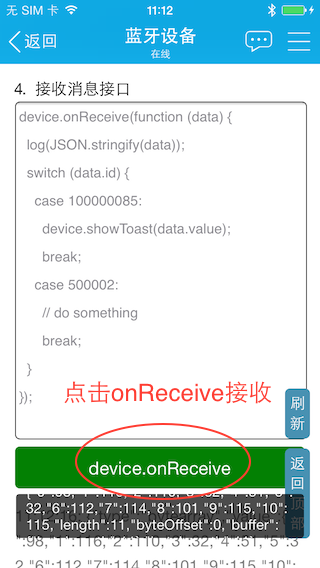 无 SIM 卡
11:12
返回
蓝牙设备
在线
4. 接收消息接口
device.onReceive(function (data) {
log(JSON.stringify(data));
switch (data.id) {
case 100000085:
device.showToast(data.value);
break;
case 500002:
// do something
break;
}
});
点击onReceive接收
刷新
device.onReceive
返回顶部
32,"6":112,"7":114,"8":101,"9":115,"10":
115,"length":11,"byteOffset":0,"buffer":
:98,"1":116,"2":110,"3":32,"4":51,"5":3
2,"6":112,"7":114,"8":101,"9":115,"10":